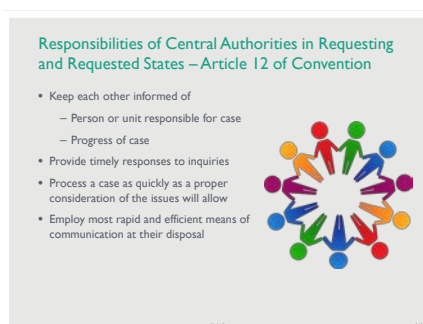 Responsibilities of Central Authorities in Requesting
and Requested States – Article 12 of Convention
• Keep each other informed of
– Person or unit responsible for case
– Progress of case
• Provide timely responses to inquiries
• Process a case as quickly as a proper
consideration of the issues will allow
• Employ most rapid and efficient means of
communication at their disposal